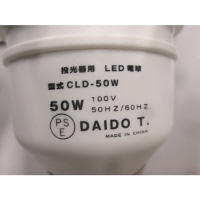 投光器用 LED電球
型式 CLD-50W
50W 100V
50HZ/60HZ
PS
E
DAIDO T.
MADE IN CHINA